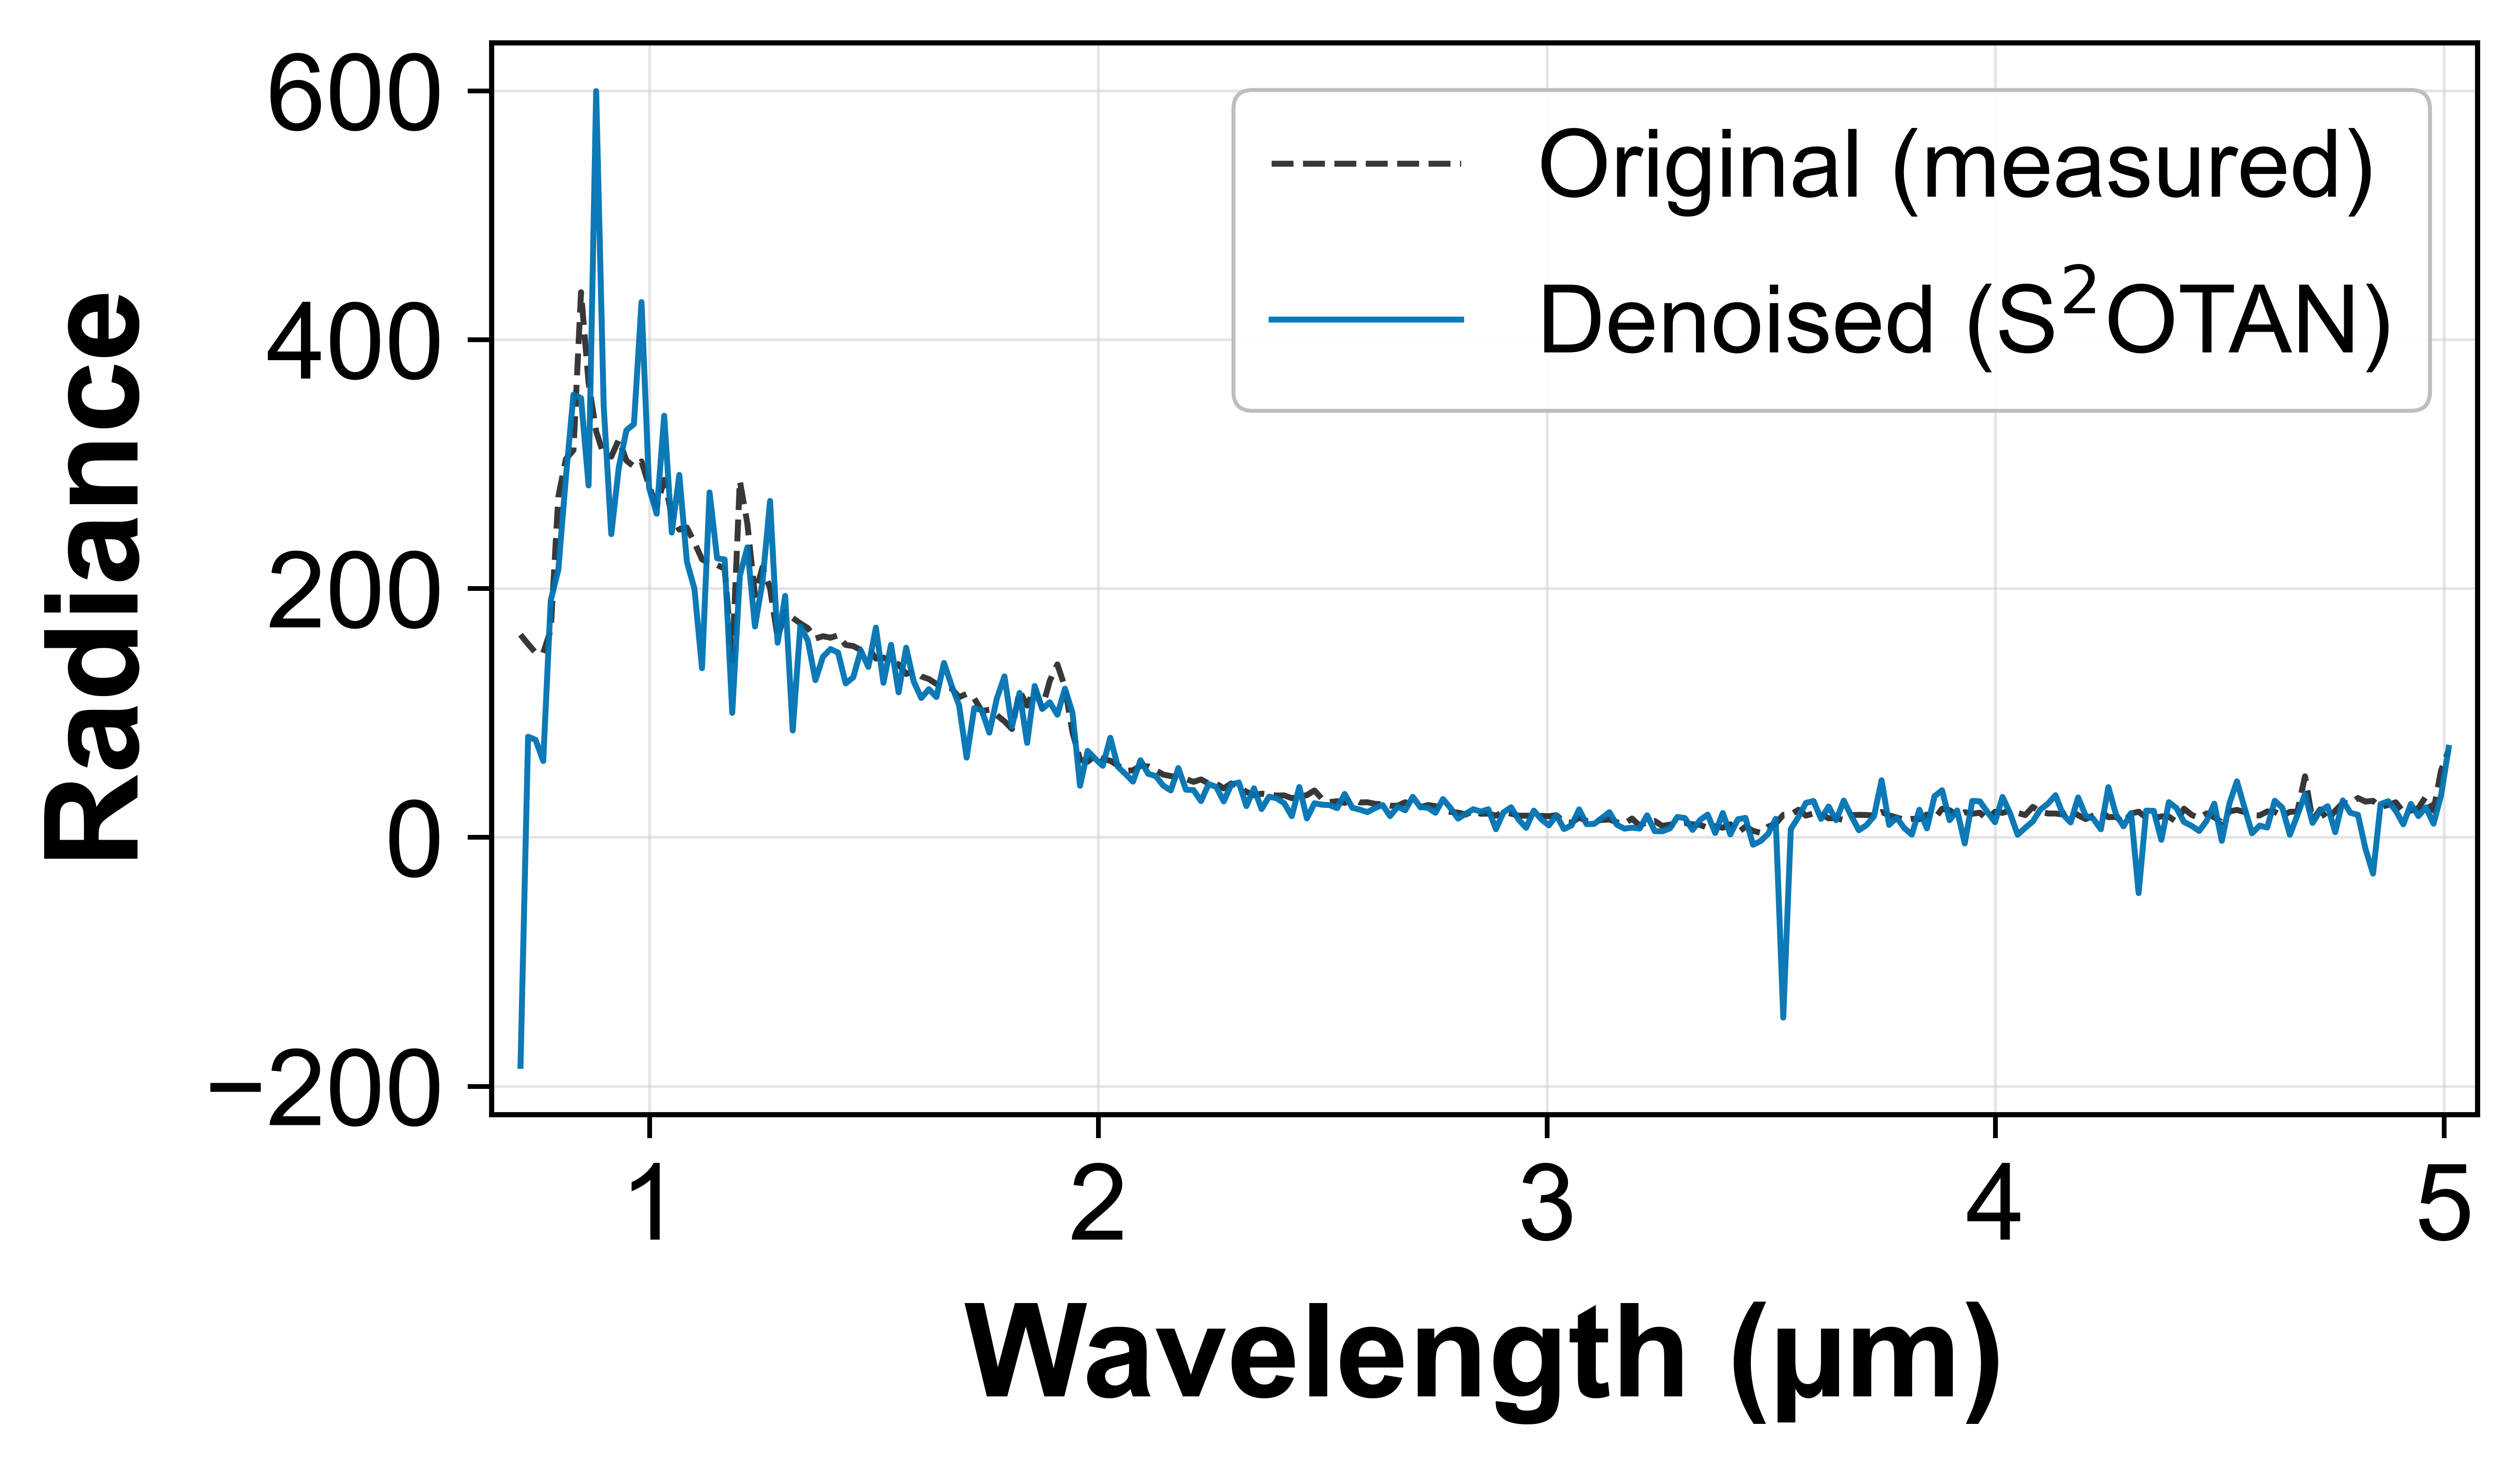 600
400
200
0
−200
Radiance
Original (measured)
Denoised (S²OTAN)
1 2 3 4 5
Wavelength (μm)